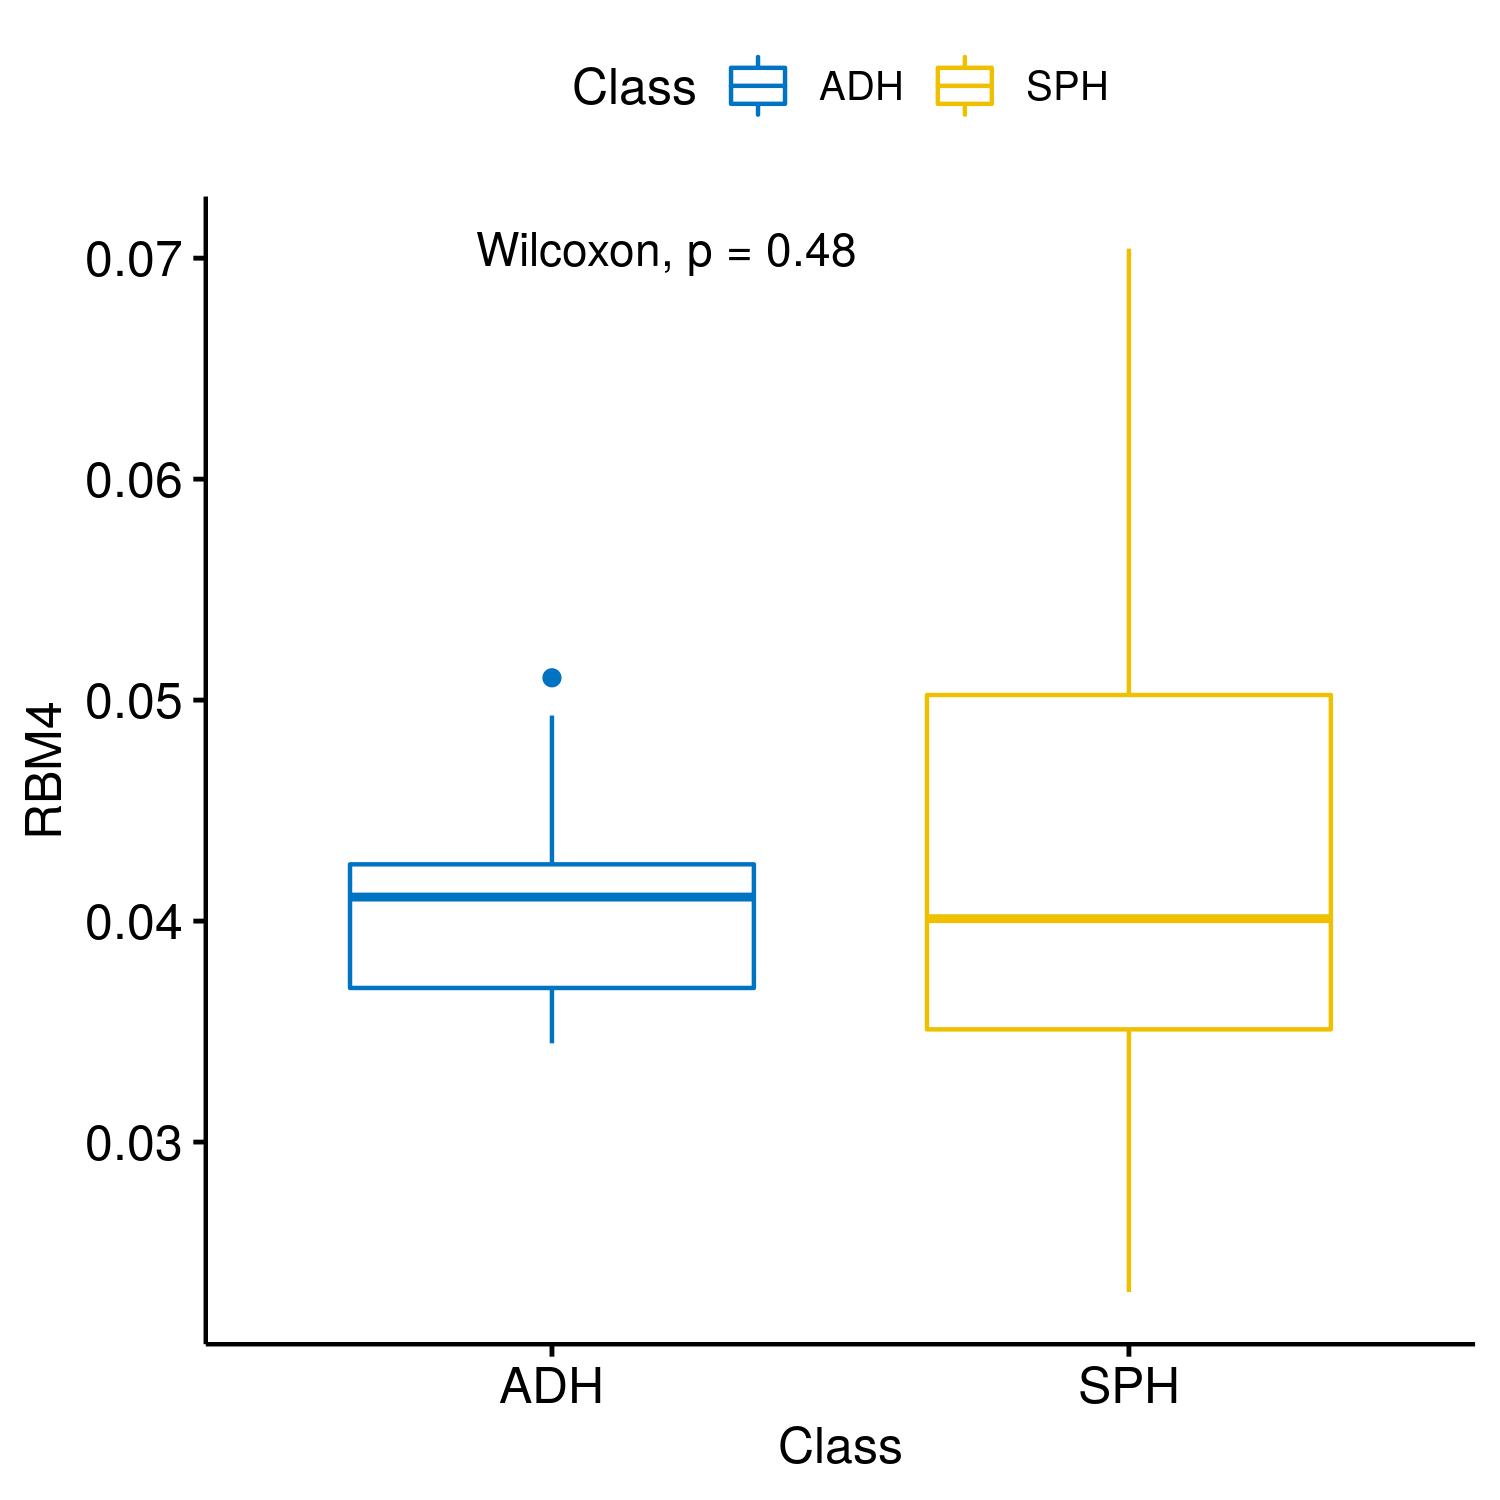 Class ADH SPH
Wilcoxon, p = 0.48
0.07
0.06
0.05
0.04
0.03
RBM4
ADH SPH
Class